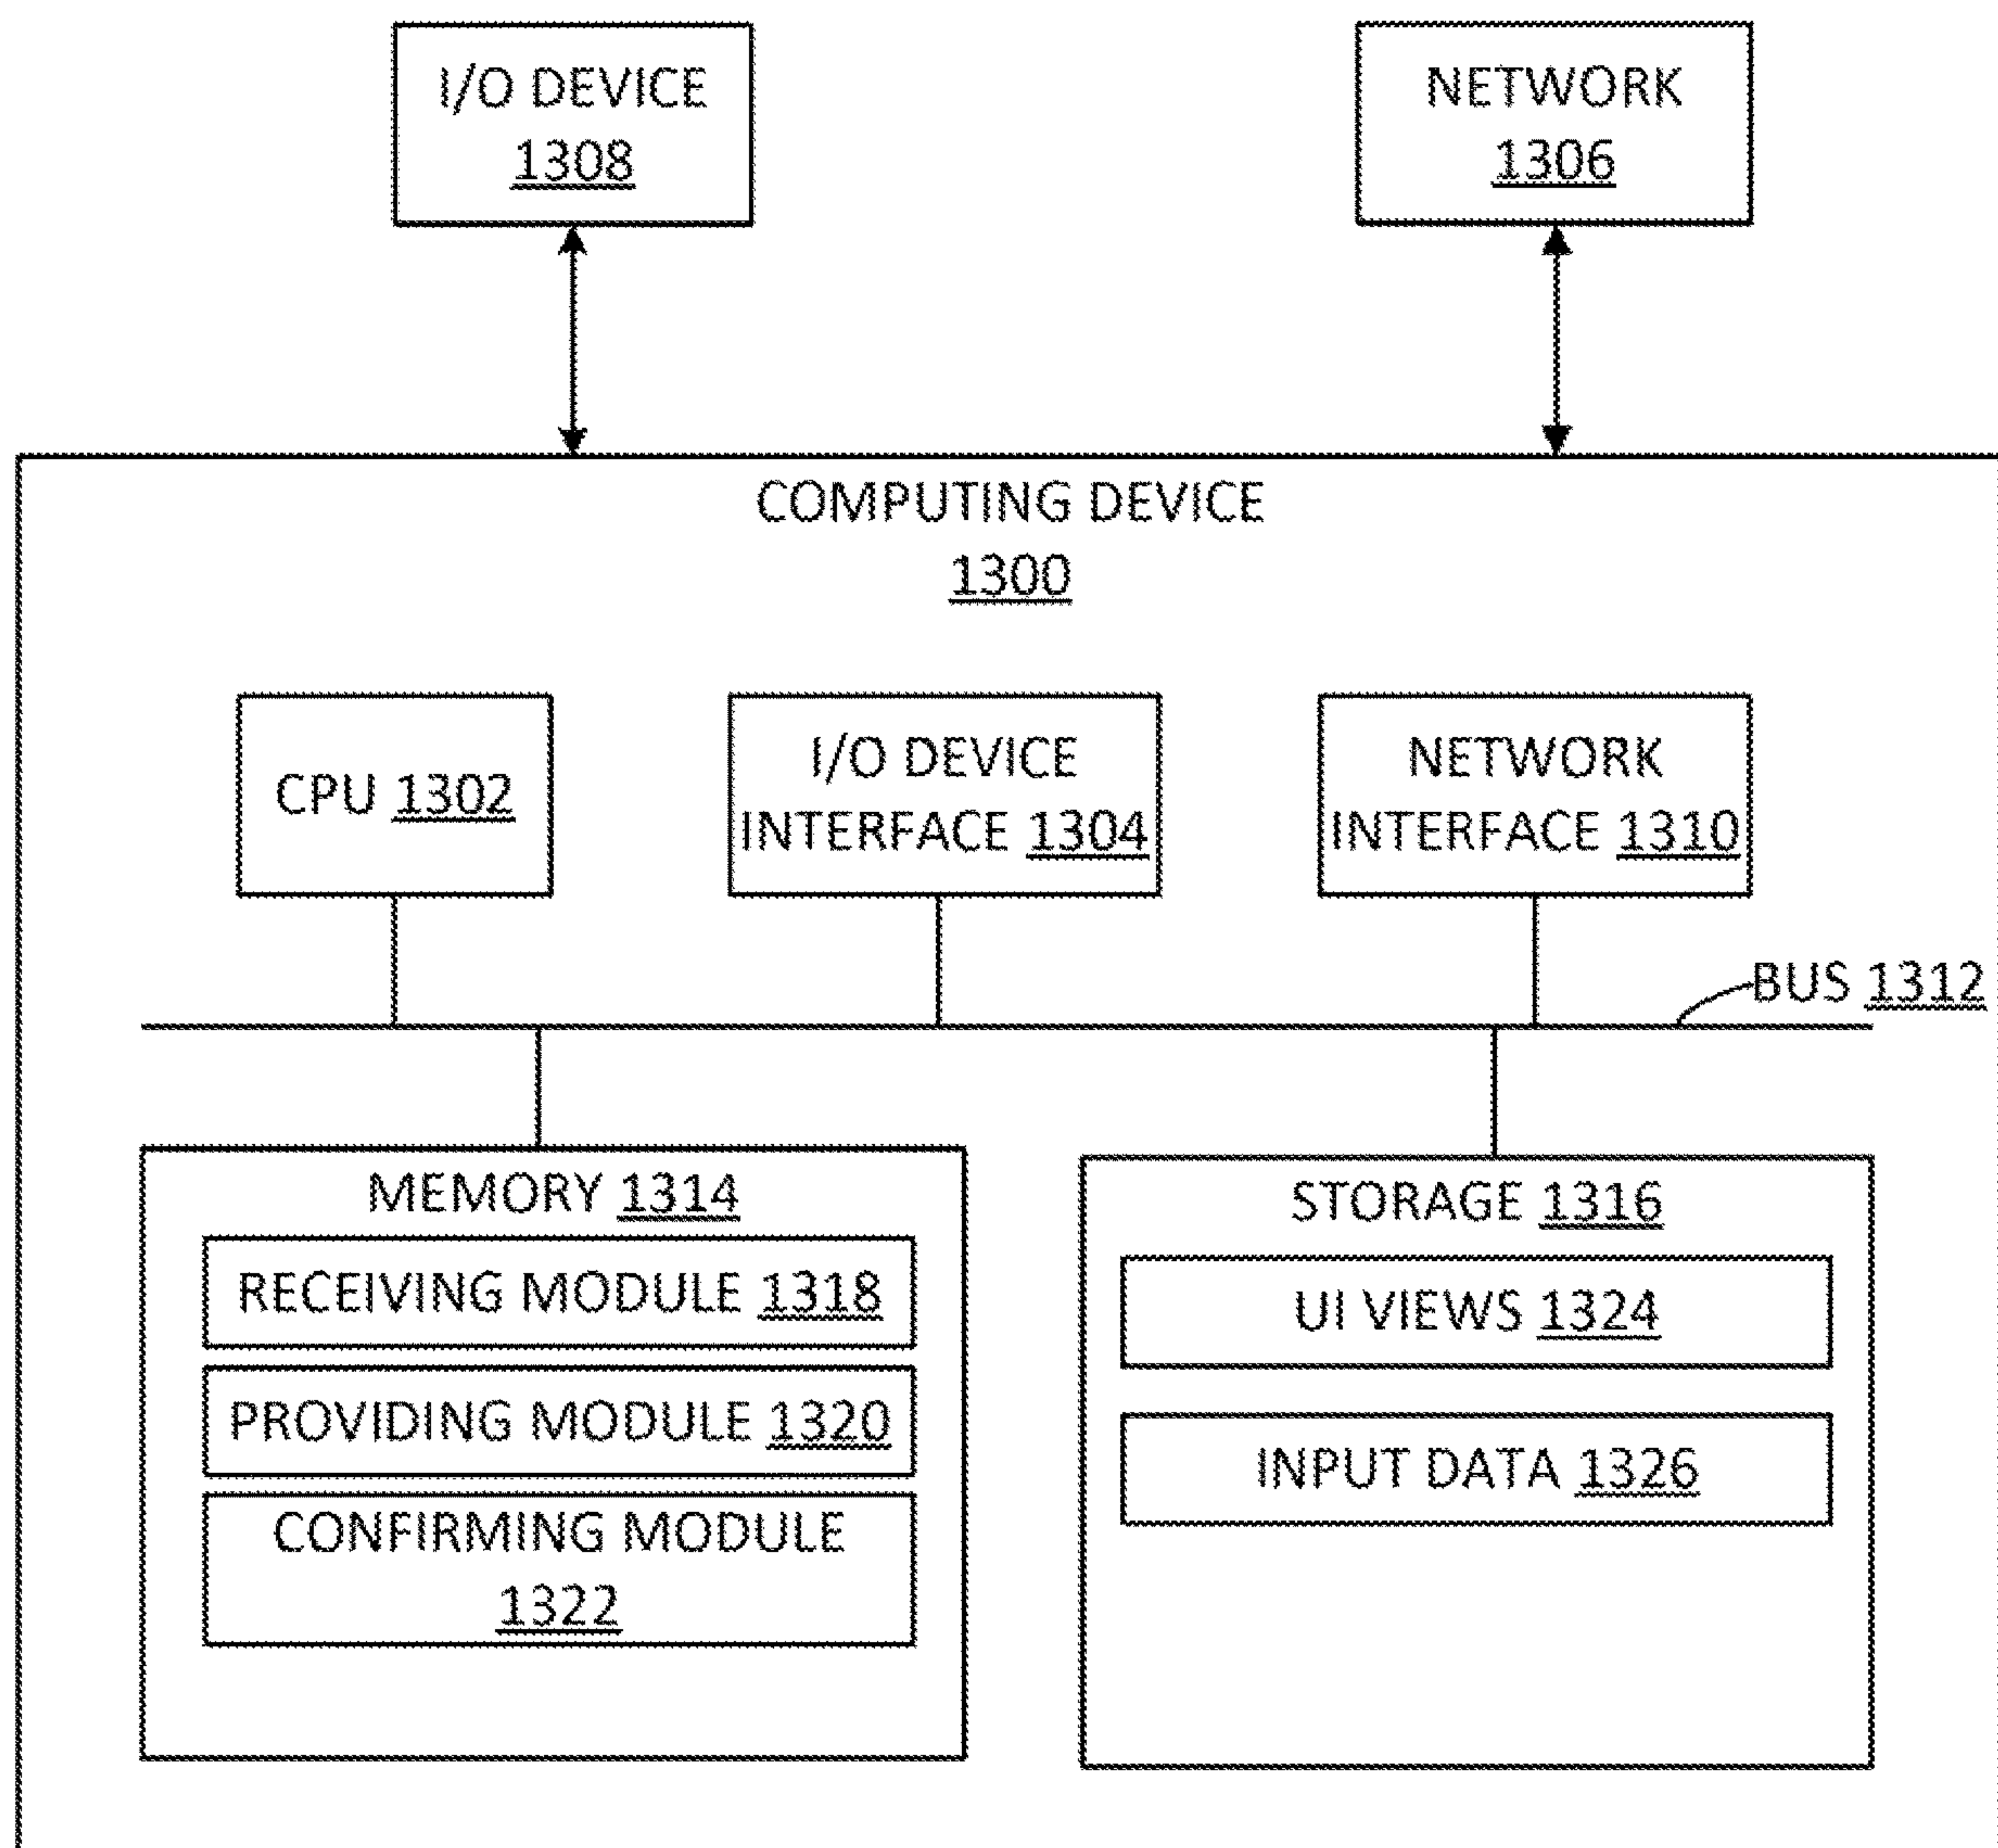 I/O DEVICE
1308
NETWORK
1306
COMPUTING DEVICE
1300
CPU 1302
I/O DEVICE
INTERFACE 1304
NETWORK
INTERFACE 1310
BUS 1312
MEMORY 1314
RECEIVING MODULE 1318
PROVIDING MODULE 1320
CONFIRMING MODULE
1322
STORAGE 1316
UI VIEWS 1324
INPUT DATA 1326